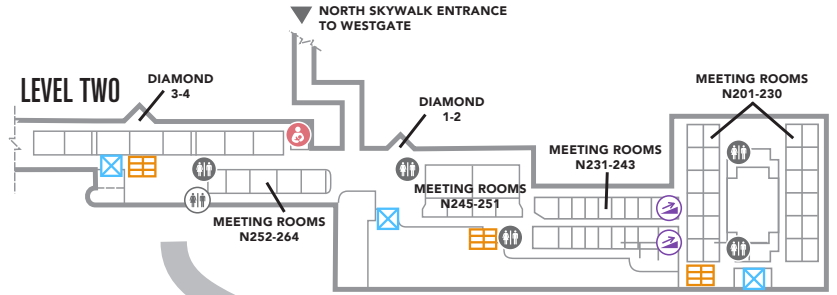 NORTH SKYWALK ENTRANCE
TO WESTGATE
LEVEL TWO
DIAMOND
3-4
DIAMOND
1-2
MEETING ROOMS
N201-230
MEETING ROOMS
N231-243
MEETING ROOMS
N245-251
MEETING ROOMS
N252-264